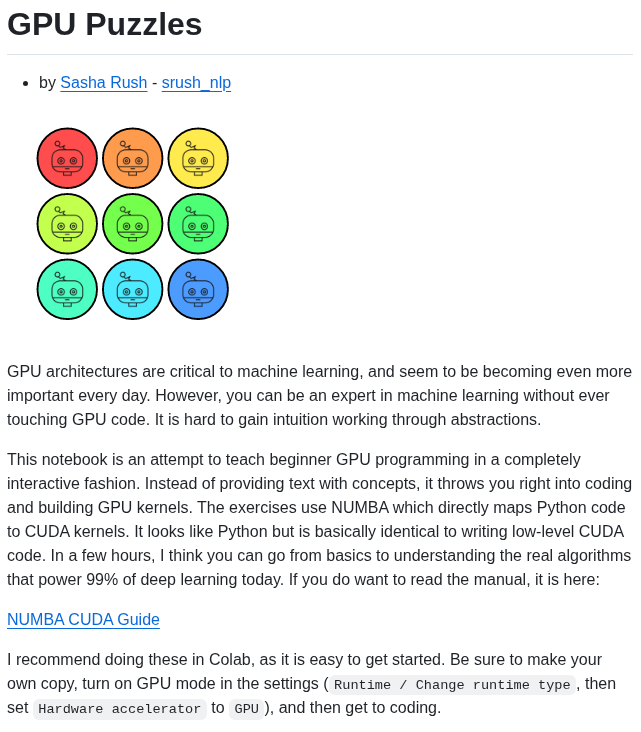 GPU Puzzles
by Sasha Rush - srush_nlp
GPU architectures are critical to machine learning, and seem to be becoming even more
important every day. However, you can be an expert in machine learning without ever
touching GPU code. It is hard to gain intuition working through abstractions.
This notebook is an attempt to teach beginner GPU programming in a completely
interactive fashion. Instead of providing text with concepts, it throws you right into coding
and building GPU kernels. The exercises use NUMBA which directly maps Python code
to CUDA kernels. It looks like Python but is basically identical to writing low-level CUDA
code. In a few hours, I think you can go from basics to understanding the real algorithms
that power 99% of deep learning today. If you do want to read the manual, it is here:
NUMBA CUDA Guide
I recommend doing these in Colab, as it is easy to get started. Be sure to make your
own copy, turn on GPU mode in the settings (Runtime / Change runtime type, then
set Hardware accelerator to GPU), and then get to coding.